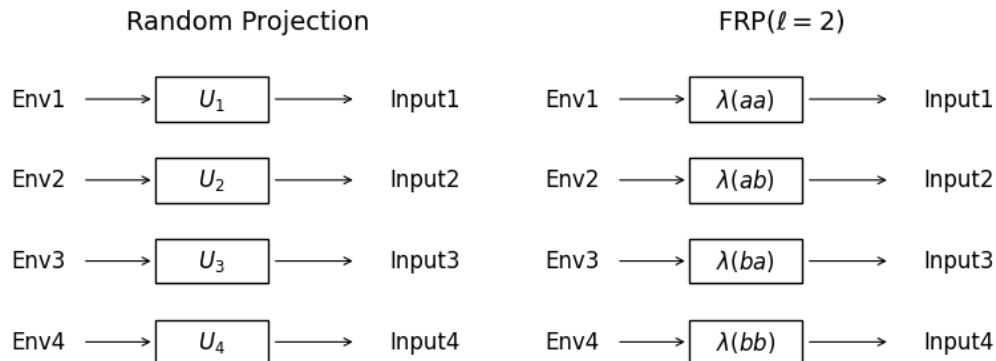 Random Projection FRP(ℓ = 2)
Env1 U₁ Input1 Env1 λ(aa) Input1
Env2 U₂ Input2 Env2 λ(ab) Input2
Env3 U₃ Input3 Env3 λ(ba) Input3
Env4 U₄ Input4 Env4 λ(bb) Input4